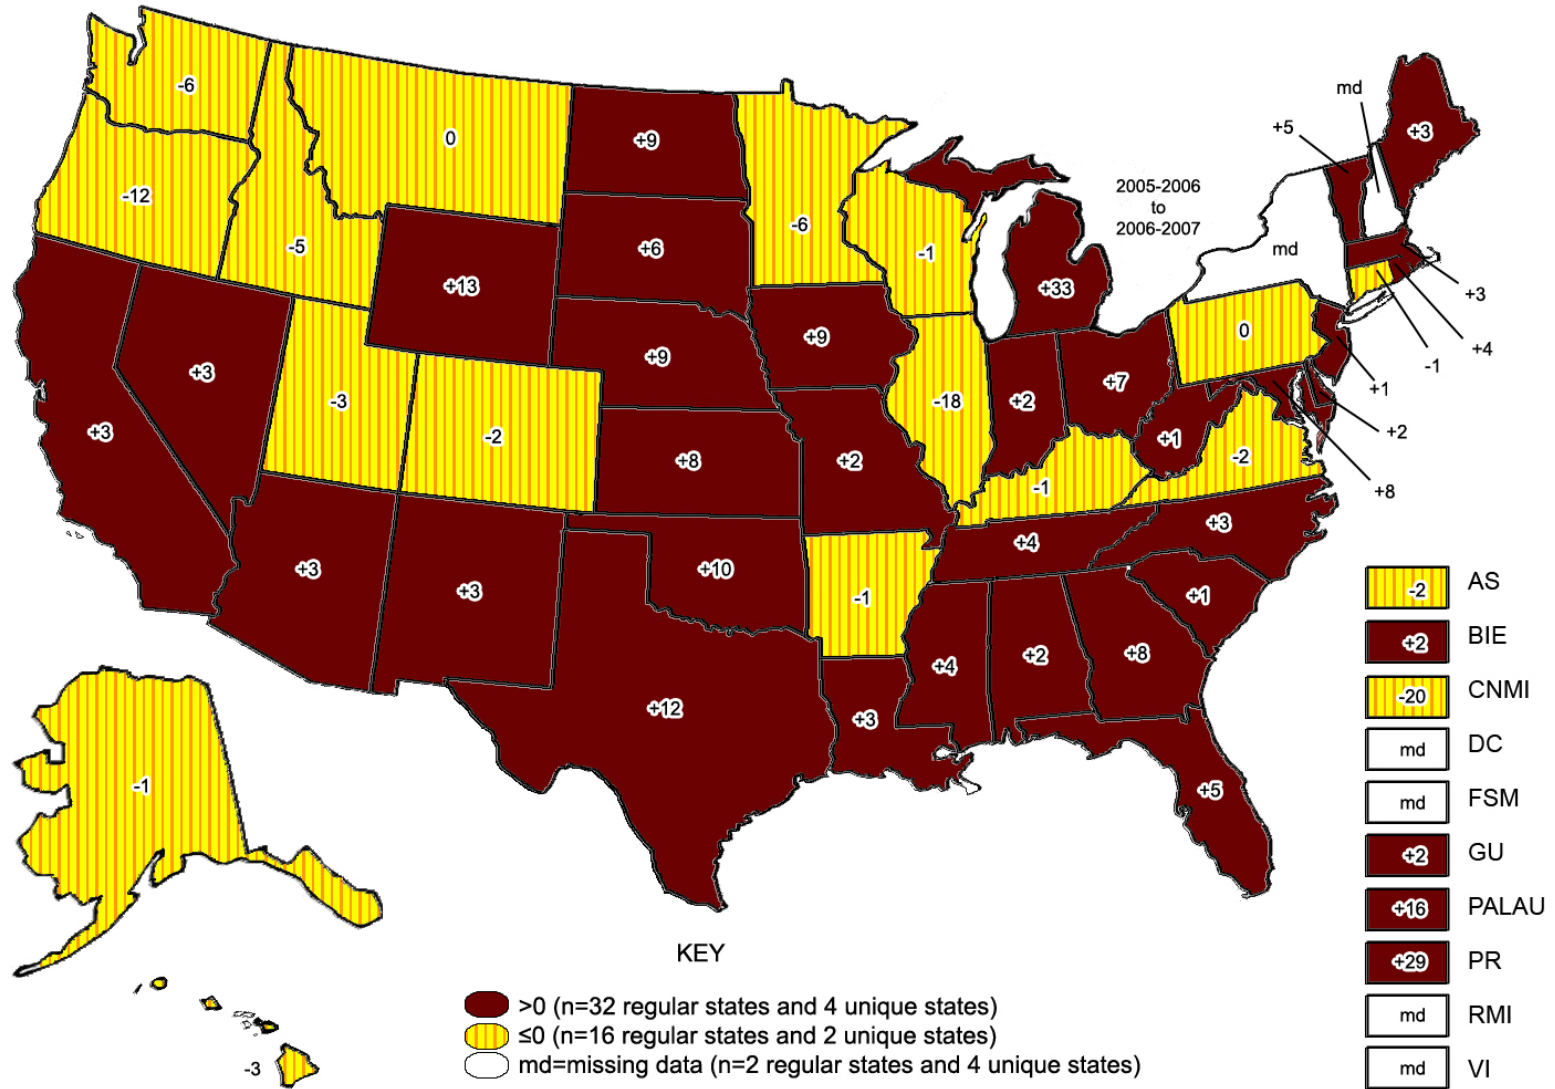 md
+5
+3
-6
0
+9
-12
-6
2005-2006
to
2006-2007
-5
+6
-1
md
+13
+33
+3
+4
-1
+1
+2
+8
+9
0
+3
+9
+7
-3
-18
+2
+3
-2
+1
-2
+8
+2
-1
+3
+4
+3
+3
+10
-1
+1
+4
+2
+8
+12
+3
+5
-1
-3
-2 AS
+2 BIE
-20 CNMI
md DC
md FSM
+2 GU
+16 PALAU
+29 PR
md RMI
md VI
KEY
>0 (n=32 regular states and 4 unique states)
≤0 (n=16 regular states and 2 unique states)
md=missing data (n=2 regular states and 4 unique states)